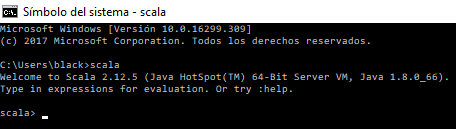 Símbolo del sistema - scala
Microsoft Windows [Versión 10.0.16299.309]
(c) 2017 Microsoft Corporation. Todos los derechos reservados.
C:\Users\black>scala
Welcome to Scala 2.12.5 (Java HotSpot(TM) 64-Bit Server VM, Java 1.8.0_66).
Type in expressions for evaluation. Or try :help.
scala>